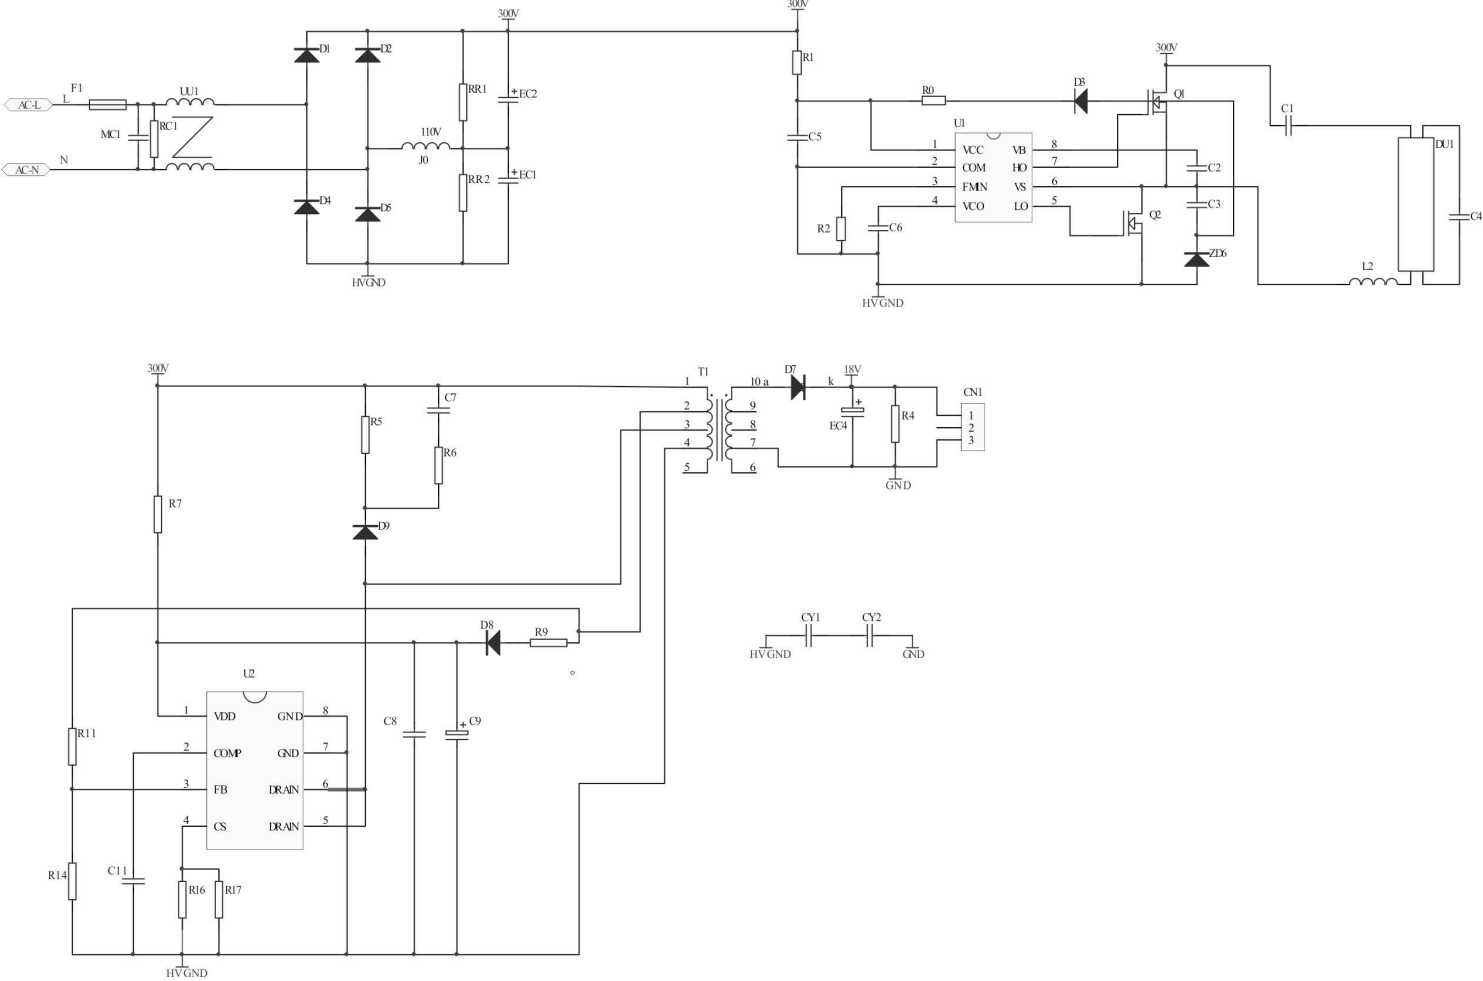 300V
300V
D1
D2
300V
R1
F1
AC-L
L
UU1
RR1
EC2
R0
D3
Q1
C1
MC1
RC1
110V
J0
U1
C5
1 VCC VB 8
2 COM HO 7
3 FMIN VS 6
4 VCO LO 5
C2
C3
DU1
AC-N
N
RR2
EC1
D4
D5
R2
C6
Q2
ZD6
C4
L2
HVGND
HVGND
300V
T1
1
2
3
4
5
10 a
9
8
7
6
D7
k
18V
EC4
R4
CN1
1
2
3
GND
C7
R5
R6
R7
D9
D8
R9
CY1
CY2
HVGND
GND
U2
1 VDD GND 8
2 COMP GND 7
3 FB DRAIN 6
4 CS DRAIN 5
C8
C9
R11
R14
C11
R16
R17
HVGND